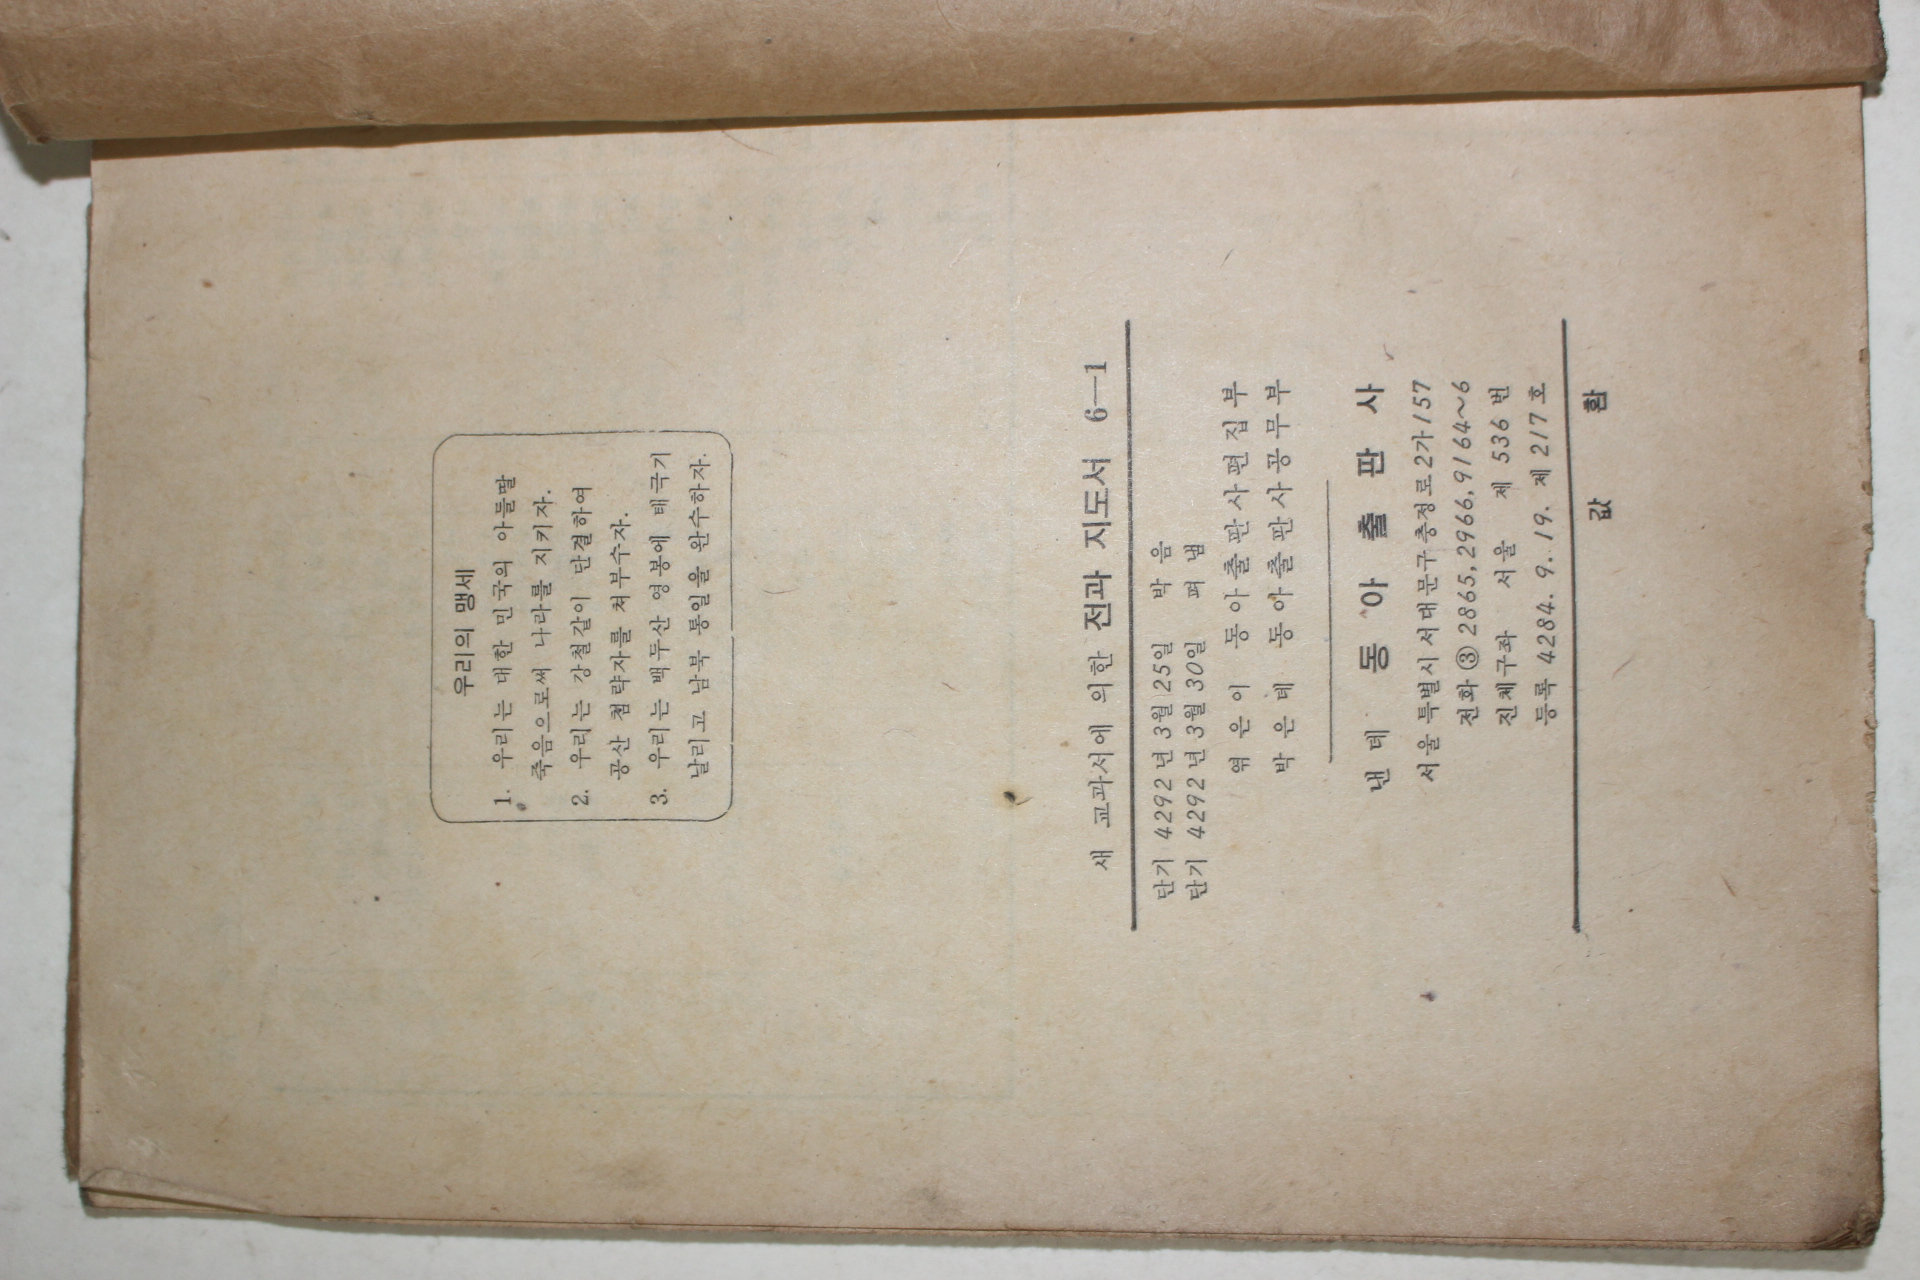 우리의 맹세
1. 우리는 대한 민국의 아들딸
죽음으로써 나라를 지키자.
2. 우리는 강철같이 단결하여
공산 침략자를 쳐부수자.
3. 우리는 백두산 영봉에 태극기
날리고 남북 통일을 완수하자.
새 교과서에 의한 전과 지도서 6—1
단기 4292년 3월 25일 박음
단기 4292년 3월 30일 펴냄
엮은이 동아출판사편집부
박은데 동아출판사공무부
낸데 동아출판사
서울 특별시 서대문구 충정로 2가 157
전화 ③ 2865, 2966, 9164~6
진체구좌 서울 제 536 번
등록 4284. 9. 19. 제 217 호
값 환